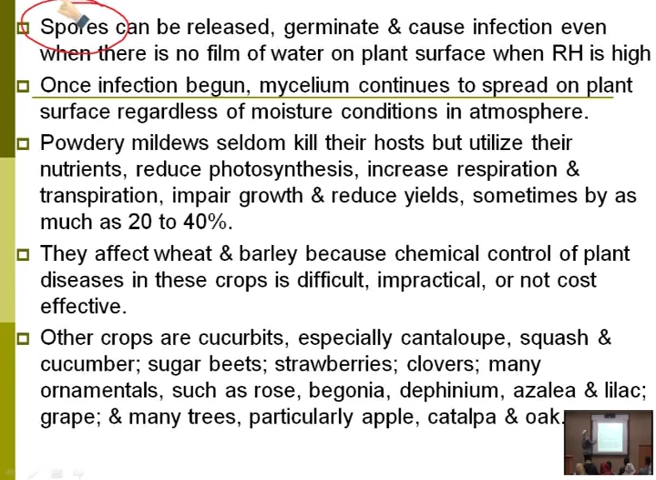 Spores can be released, germinate & cause infection even
when there is no film of water on plant surface when RH is high
Once infection begun, mycelium continues to spread on plant
surface regardless of moisture conditions in atmosphere.
Powdery mildews seldom kill their hosts but utilize their
nutrients, reduce photosynthesis, increase respiration &
transpiration, impair growth & reduce yields, sometimes by as
much as 20 to 40%.
They affect wheat & barley because chemical control of plant
diseases in these crops is difficult, impractical, or not cost
effective.
Other crops are cucurbits, especially cantaloupe, squash &
cucumber; sugar beets; strawberries; clovers; many
ornamentals, such as rose, begonia, dephinium, azalea & lilac;
grape; & many trees, particularly apple, catalpa & oak.